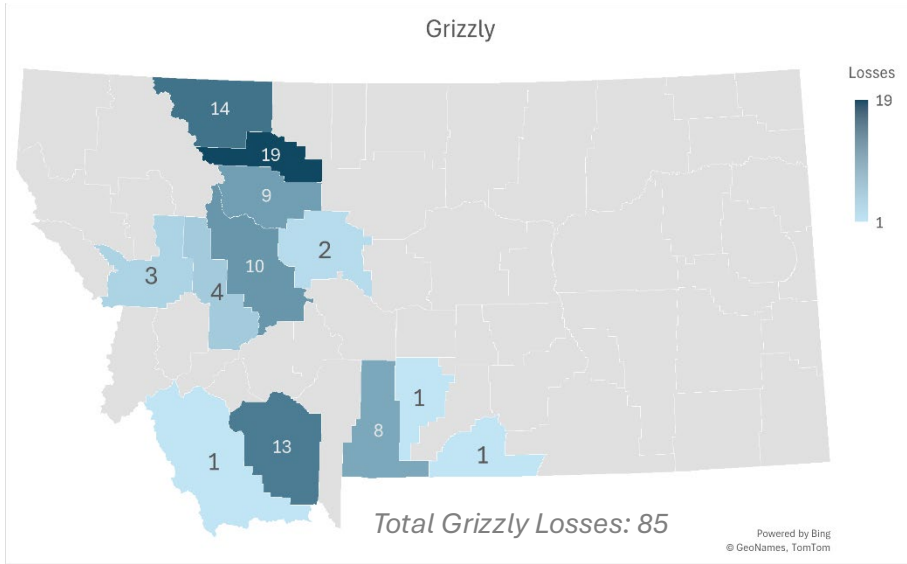 Grizzly
Losses
19
1
14
19
9
2
10
3
4
1
8
13
1
1
Total Grizzly Losses: 85
Powered by Bing
© GeoNames, TomTom